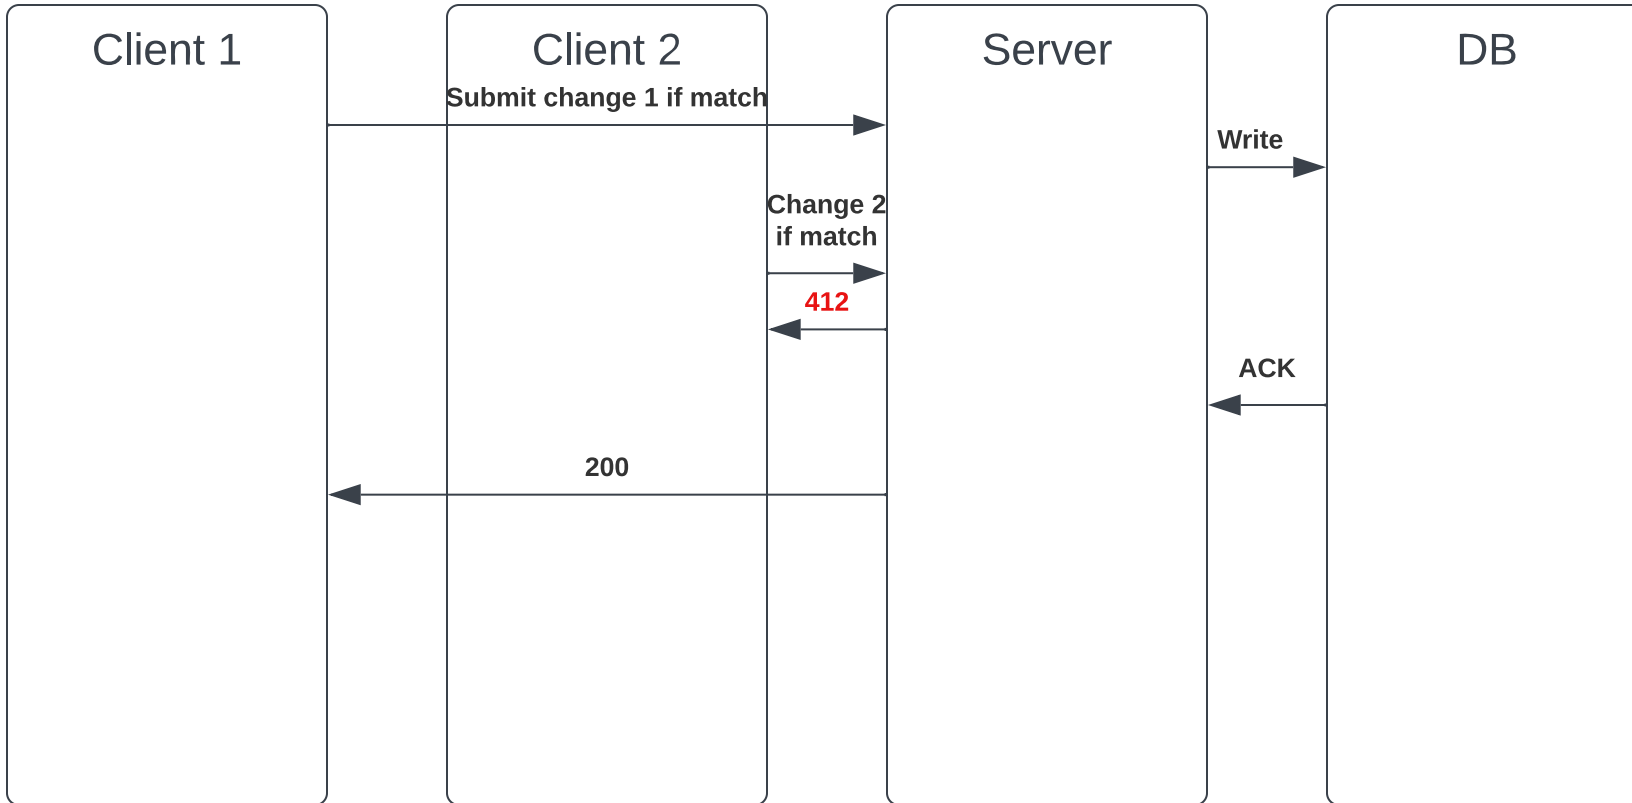 Client 1
Client 2
Server
DB
Submit change 1 if match
Write
Change 2
if match
412
ACK
200